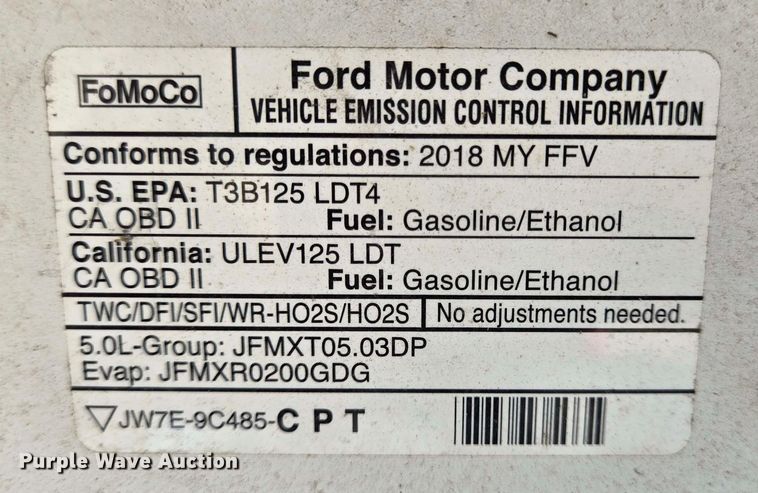 FoMoCo
Ford Motor Company
VEHICLE EMISSION CONTROL INFORMATION
Conforms to regulations: 2018 MY FFV
U.S. EPA: T3B125 LDT4
CA OBD II Fuel: Gasoline/Ethanol
California: ULEV125 LDT
CA OBD II Fuel: Gasoline/Ethanol
TWC/DFI/SFI/WR-HO2S/HO2S No adjustments needed.
5.0L-Group: JFMXT05.03DP
Evap: JFMXR0200GDG
▽JW7E-9C485-C P T
Purple Wave Auction